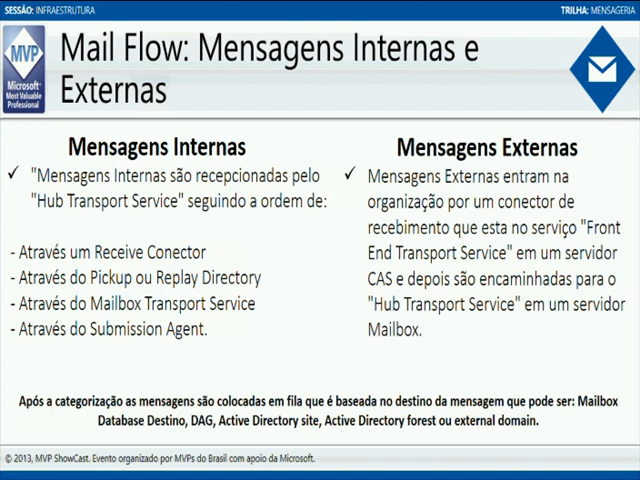 SESSÃO: INFRAESTRUTURA
TRILHA: MENSAGERIA
MVP
Microsoft®
Most Valuable
Professional
Mail Flow: Mensagens Internas e
Externas
Mensagens Internas
✓ "Mensagens Internas são recepcionadas pelo
"Hub Transport Service" seguindo a ordem de:
- Através um Receive Conector
- Através do Pickup ou Replay Directory
- Através do Mailbox Transport Service
- Através do Submission Agent.
Mensagens Externas
✓ Mensagens Externas entram na
organização por um conector de
recebimento que esta no serviço "Front
End Transport Service" em um servidor
CAS e depois são encaminhadas para o
"Hub Transport Service" em um servidor
Mailbox.
Após a categorização as mensagens são colocadas em fila que é baseada no destino da mensagem que pode ser: Mailbox
Database Destino, DAG, Active Directory site, Active Directory forest ou external domain.
© 2013, MVP ShowCast. Evento organizado por MVPs do Brasil com apoio da Microsoft.